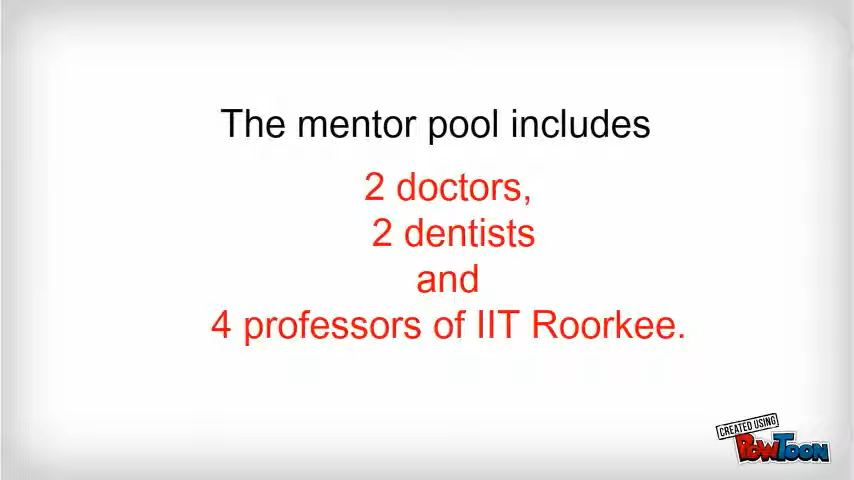 The mentor pool includes
2 doctors,
2 dentists
and
4 professors of IIT Roorkee.
CREATED USING
POWTOON